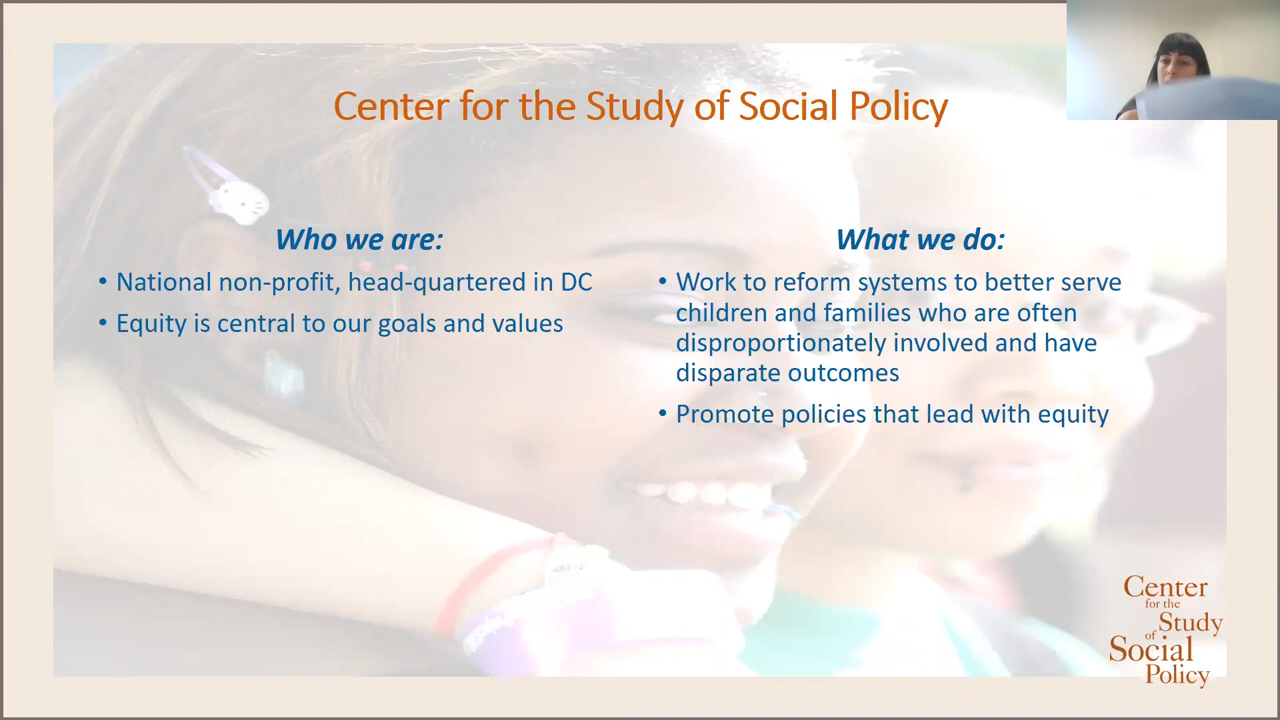 Center for the Study of Social Policy
Who we are:
• National non-profit, head-quartered in DC
• Equity is central to our goals and values
What we do:
• Work to reform systems to better serve
children and families who are often
disproportionately involved and have
disparate outcomes
• Promote policies that lead with equity
Center
for the
Study
of
Social
Policy